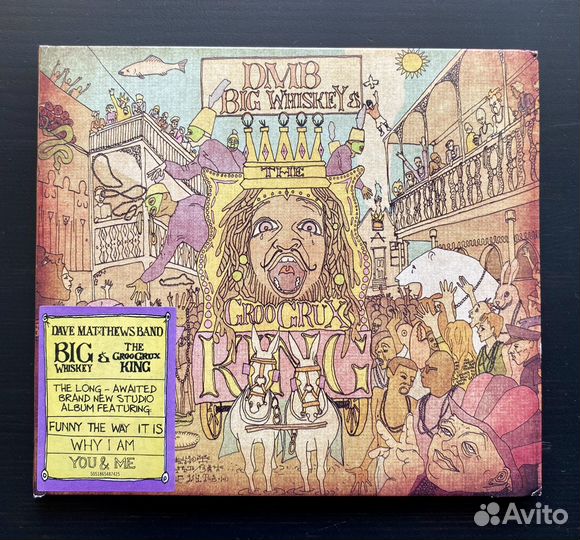 DMB
BIG WHISKEY &
THE
GROOGRUX
KING
DAVE MATTHEWS BAND
BIG WHISKEY & THE GROOGRUX KING
THE LONG-AWAITED
BRAND NEW STUDIO
ALBUM FEATURING:
FUNNY THE WAY IT IS
WHY I AM
YOU & ME
Avito